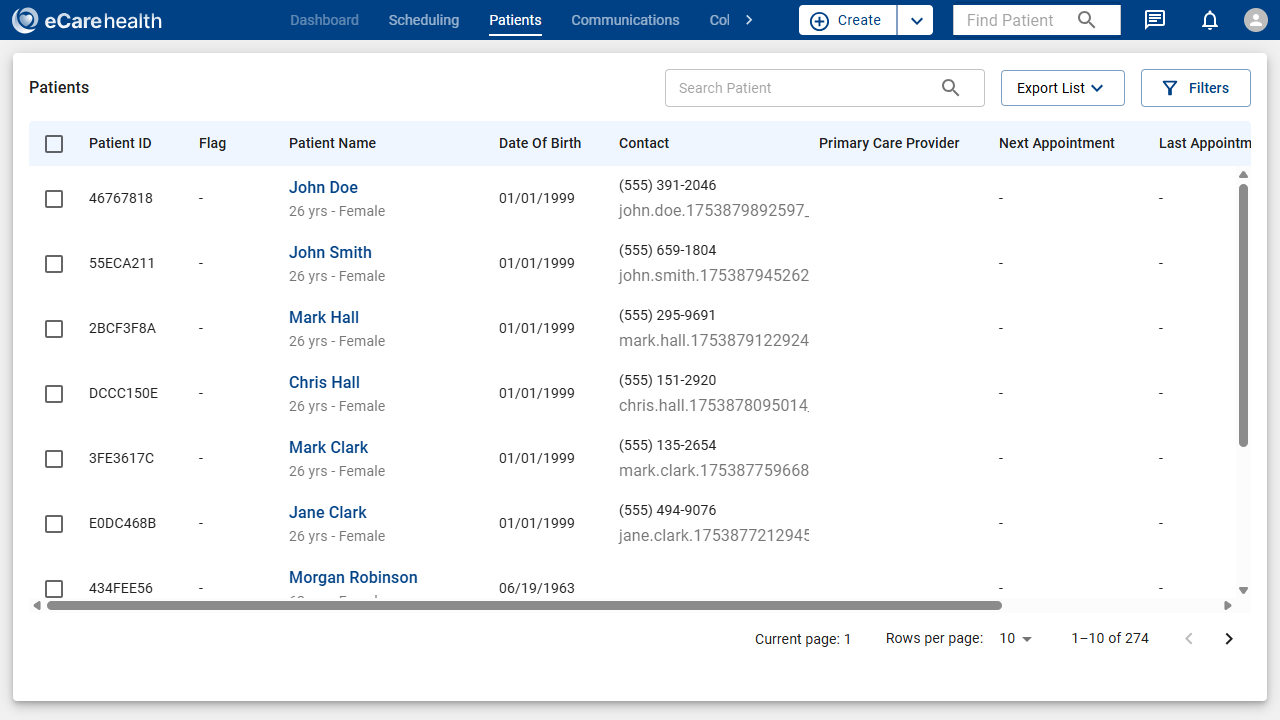 eCarehealth
Dashboard
Scheduling
Patients
Communications
Col
Create
Find Patient
Patients
Search Patient
Export List
Filters
Patient ID Flag Patient Name Date Of Birth Contact Primary Care Provider Next Appointment Last Appointm
46767818 - John Doe 01/01/1999 (555) 391-2046 - -
26 yrs - Female john.doe.1753879892597_
55ECA211 - John Smith 01/01/1999 (555) 659-1804 - -
26 yrs - Female john.smith.175387945262
2BCF3F8A - Mark Hall 01/01/1999 (555) 295-9691 - -
26 yrs - Female mark.hall.1753879122924
DCCC150E - Chris Hall 01/01/1999 (555) 151-2920 - -
26 yrs - Female chris.hall.1753878095014
3FE3617C - Mark Clark 01/01/1999 (555) 135-2654 - -
26 yrs - Female mark.clark.175387759668
E0DC468B - Jane Clark 01/01/1999 (555) 494-9076 - -
26 yrs - Female jane.clark.1753877212945
434FEE56 - Morgan Robinson 06/19/1963 - -
Current page: 1 Rows per page: 10 1–10 of 274